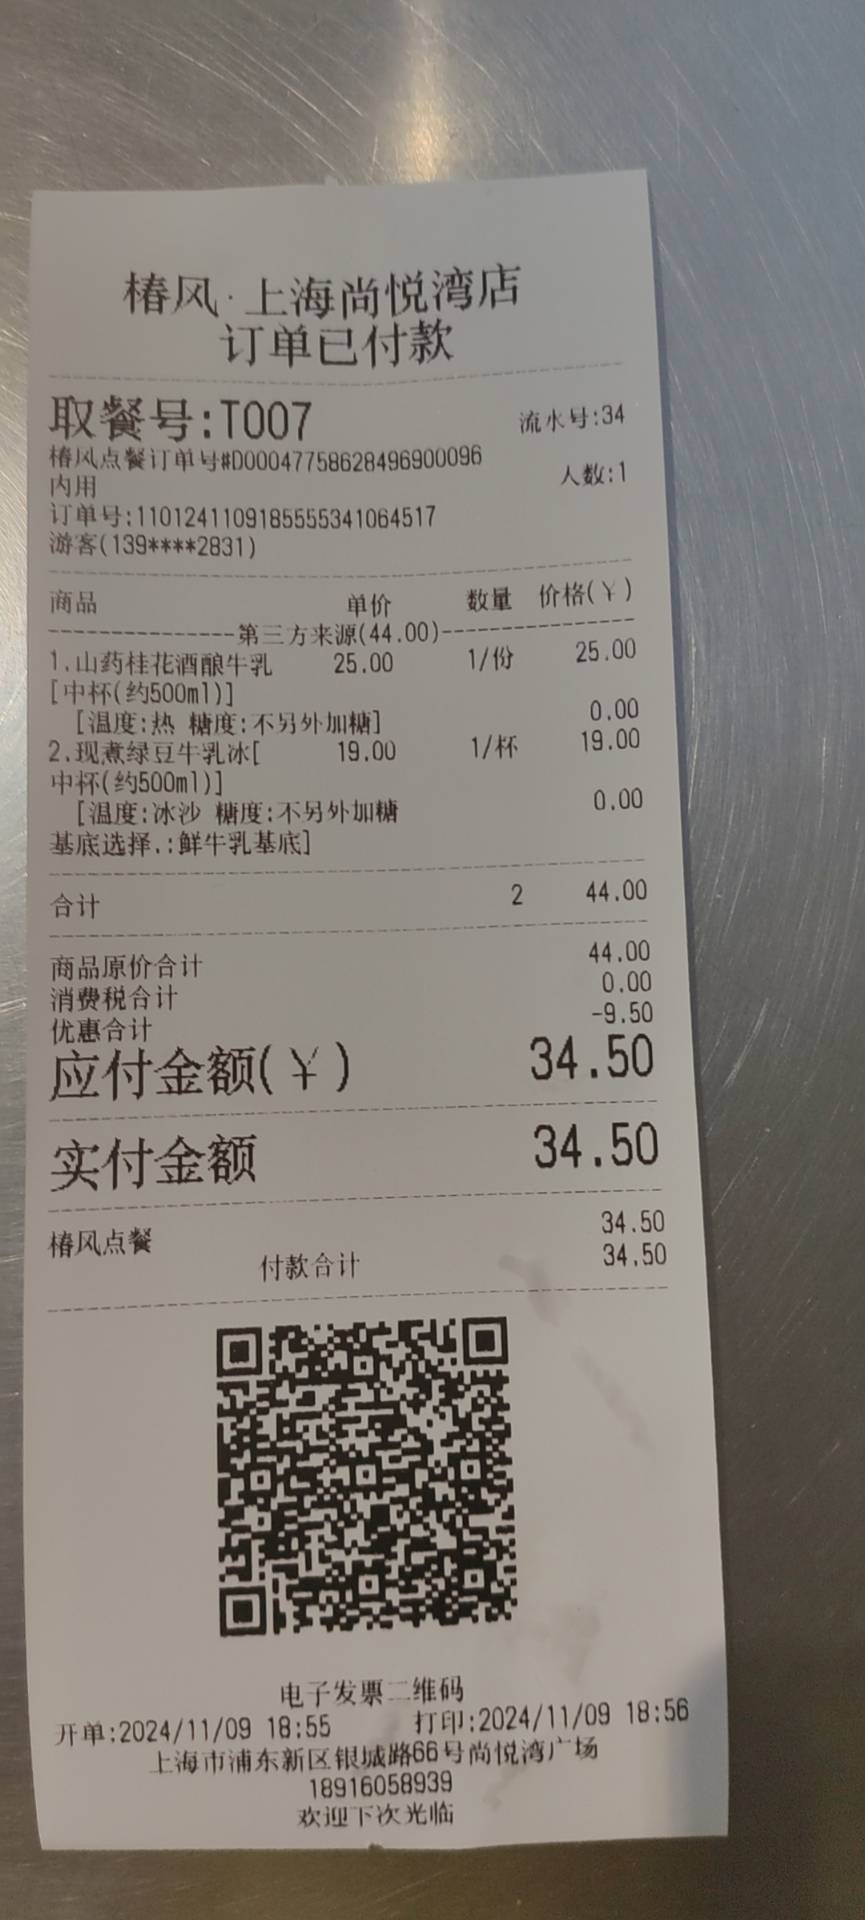 椿风·上海尚悦湾店
订单已付款
取餐号:T007 流水号:34
椿风点餐订单号#D00047758628496900096
内用 人数:1
订单号:11012411091855553410645​17
游客(139****2831)
商品 单价 数量 价格(￥)
---------------第三方来源(44.00)---------------
1.山药桂花酒酿牛乳 25.00 1/份 25.00
[中杯(约500ml)]
[温度:热 糖度:不另外加糖] 0.00
2.现煮绿豆牛乳冰[ 19.00 1/杯 19.00
中杯(约500ml)]
[温度:冰沙 糖度:不另外加糖 0.00
基底选择.:鲜牛乳基底]
合计 2 44.00
商品原价合计 44.00
消费税合计 0.00
优惠合计 -9.50
应付金额(￥) 34.50
实付金额 34.50
椿风点餐 34.50
付款合计 34.50
电子发票二维码
开单:2024/11/09 18:55 打印:2024/11/09 18:56
上海市浦东新区银城路66号尚悦湾广场
18916058939
欢迎下次光临